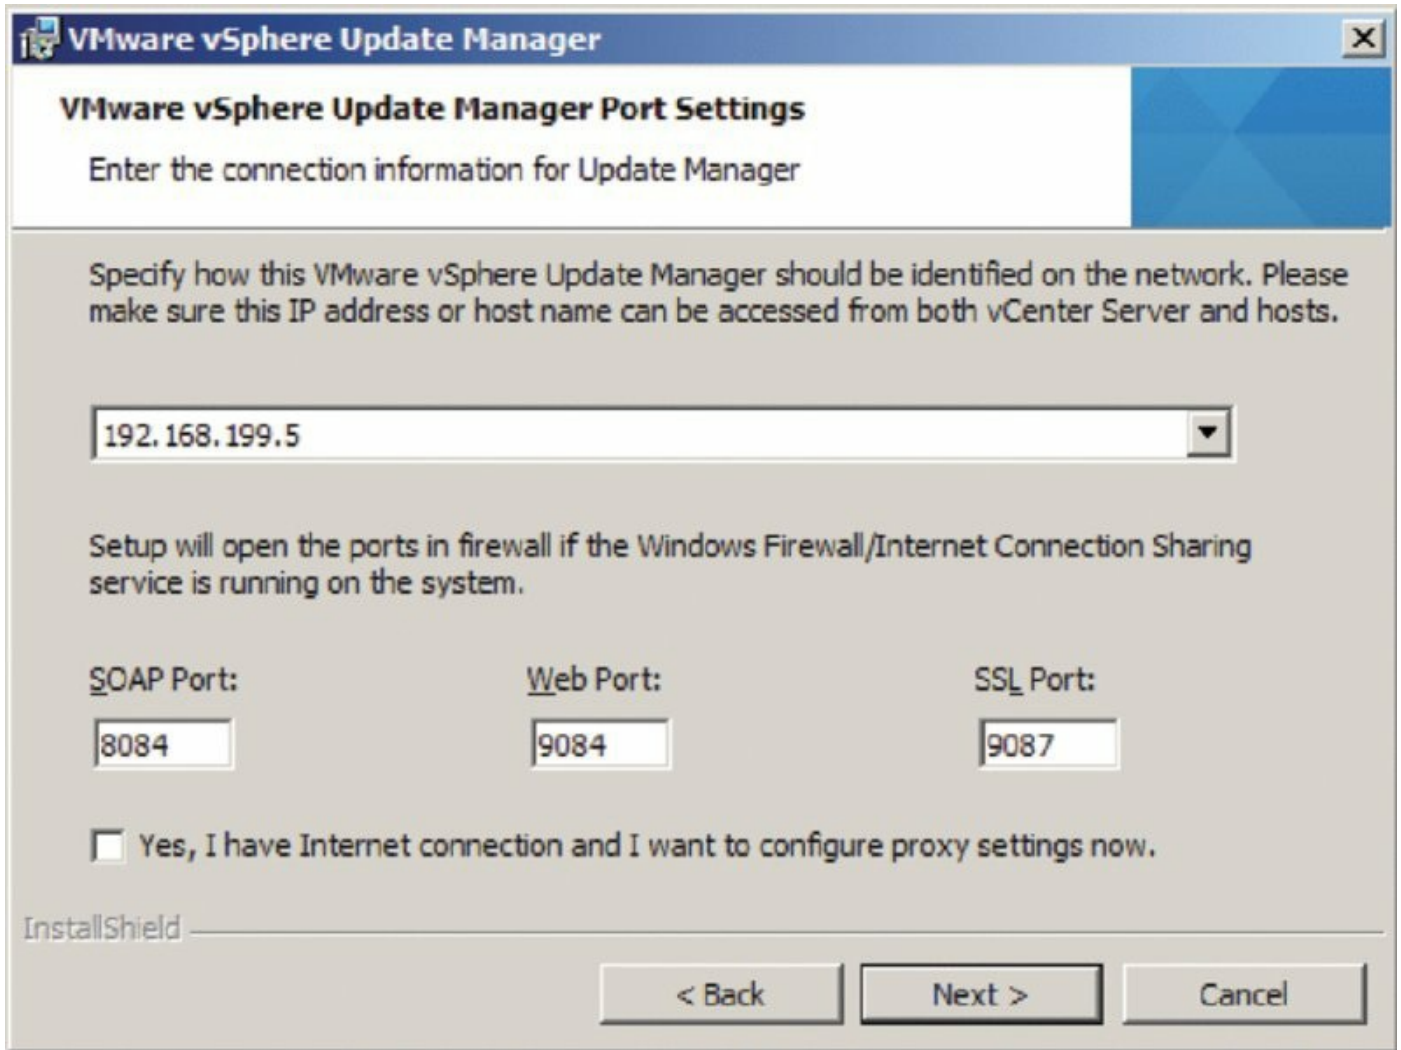 VMware vSphere Update Manager
VMware vSphere Update Manager Port Settings
Enter the connection information for Update Manager
Specify how this VMware vSphere Update Manager should be identified on the network. Please
make sure this IP address or host name can be accessed from both vCenter Server and hosts.
192.168.199.5
Setup will open the ports in firewall if the Windows Firewall/Internet Connection Sharing
service is running on the system.
SOAP Port: Web Port: SSL Port:
8084 9084 9087
Yes, I have Internet connection and I want to configure proxy settings now.
InstallShield
< Back Next > Cancel